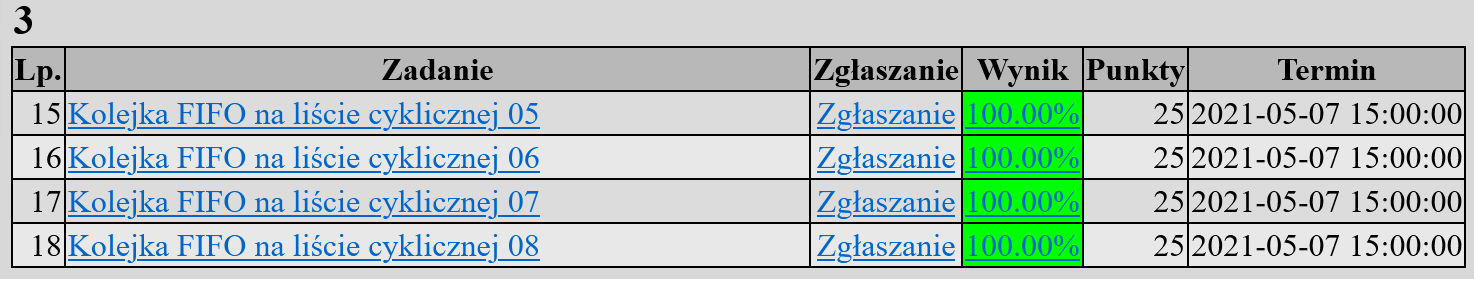 3
Lp. Zadanie Zgłaszanie Wynik Punkty Termin
15 Kolejka FIFO na liście cyklicznej 05 Zgłaszanie 100.00% 25 2021-05-07 15:00:00
16 Kolejka FIFO na liście cyklicznej 06 Zgłaszanie 100.00% 25 2021-05-07 15:00:00
17 Kolejka FIFO na liście cyklicznej 07 Zgłaszanie 100.00% 25 2021-05-07 15:00:00
18 Kolejka FIFO na liście cyklicznej 08 Zgłaszanie 100.00% 25 2021-05-07 15:00:00